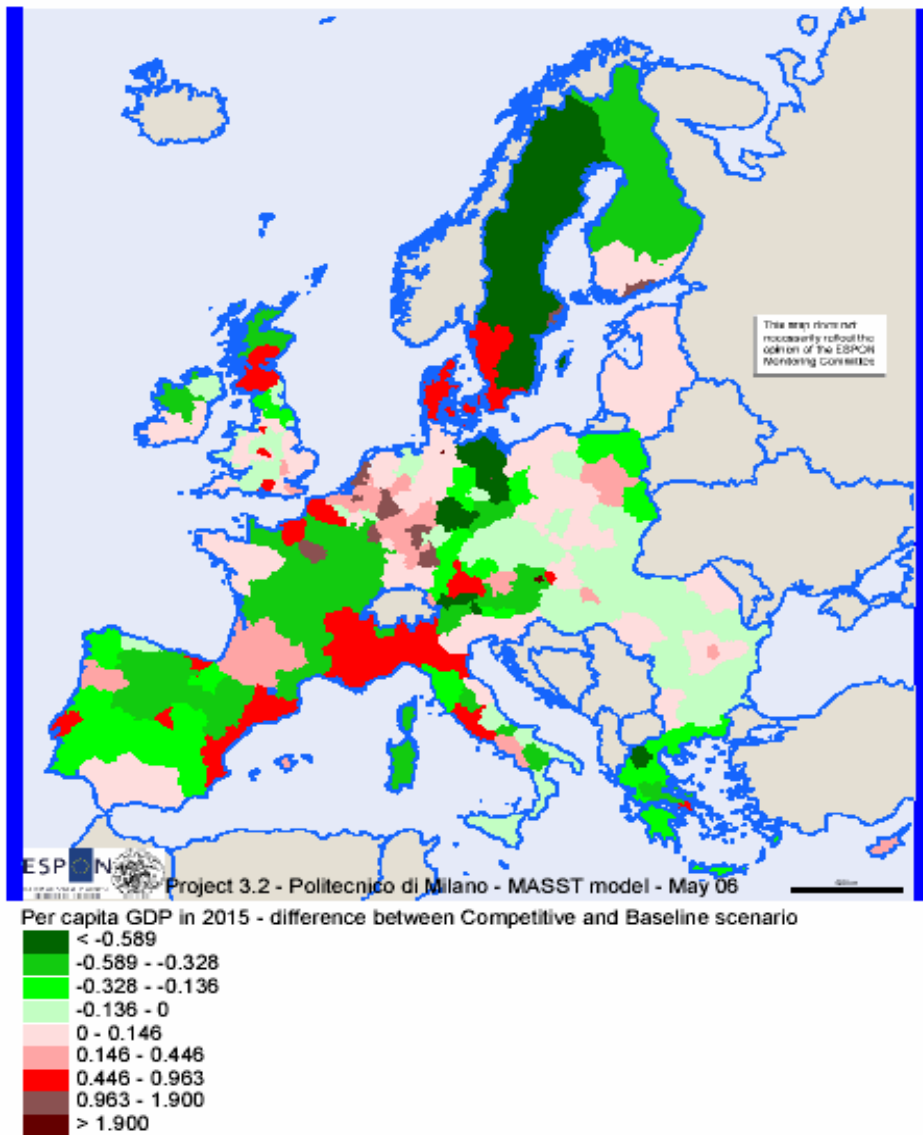 This map does not
necessarily reflect the
opinion of the ESPON
Monitoring Committee
ESPON
Project 3.2 - Politecnico di Milano - MASST model - May 06
Per capita GDP in 2015 - difference between Competitive and Baseline scenario
< -0.589
-0.589 - -0.328
-0.328 - -0.136
-0.136 - 0
0 - 0.146
0.146 - 0.446
0.446 - 0.963
0.963 - 1.900
> 1.900